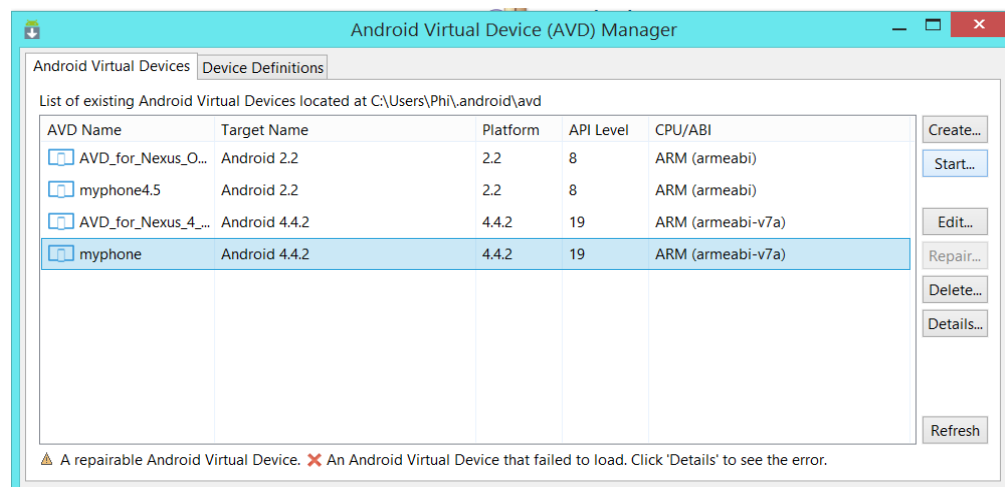 Android Virtual Device (AVD) Manager
Android Virtual Devices Device Definitions
List of existing Android Virtual Devices located at C:\Users\Phi\.android\avd
AVD Name Target Name Platform API Level CPU/ABI Create...
AVD_for_Nexus_O... Android 2.2 2.2 8 ARM (armeabi) Start...
myphone4.5 Android 2.2 2.2 8 ARM (armeabi)
AVD_for_Nexus_4_... Android 4.4.2 4.4.2 19 ARM (armeabi-v7a) Edit...
myphone Android 4.4.2 4.4.2 19 ARM (armeabi-v7a) Repair...
Delete...
Details...
Refresh
A repairable Android Virtual Device. An Android Virtual Device that failed to load. Click 'Details' to see the error.